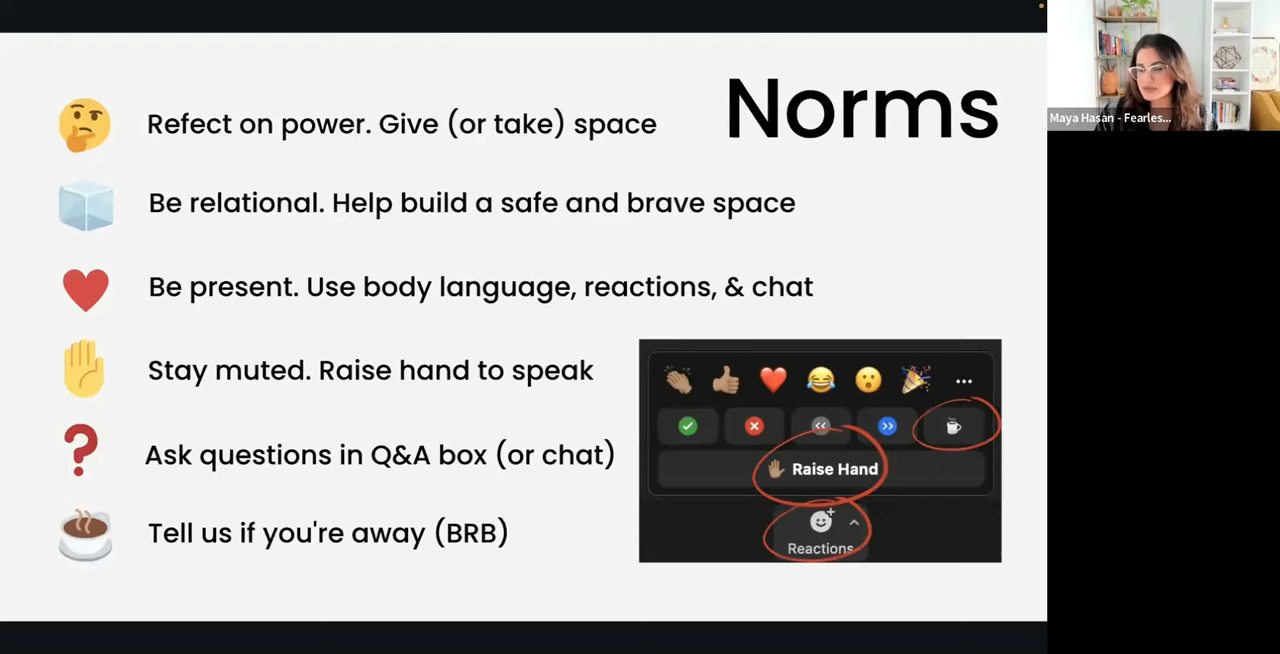 Norms
Refect on power. Give (or take) space
Be relational. Help build a safe and brave space
Be present. Use body language, reactions, & chat
Stay muted. Raise hand to speak
Ask questions in Q&A box (or chat)
Tell us if you're away (BRB)
Raise Hand
Reactions
Maya Hasan - Fearles...